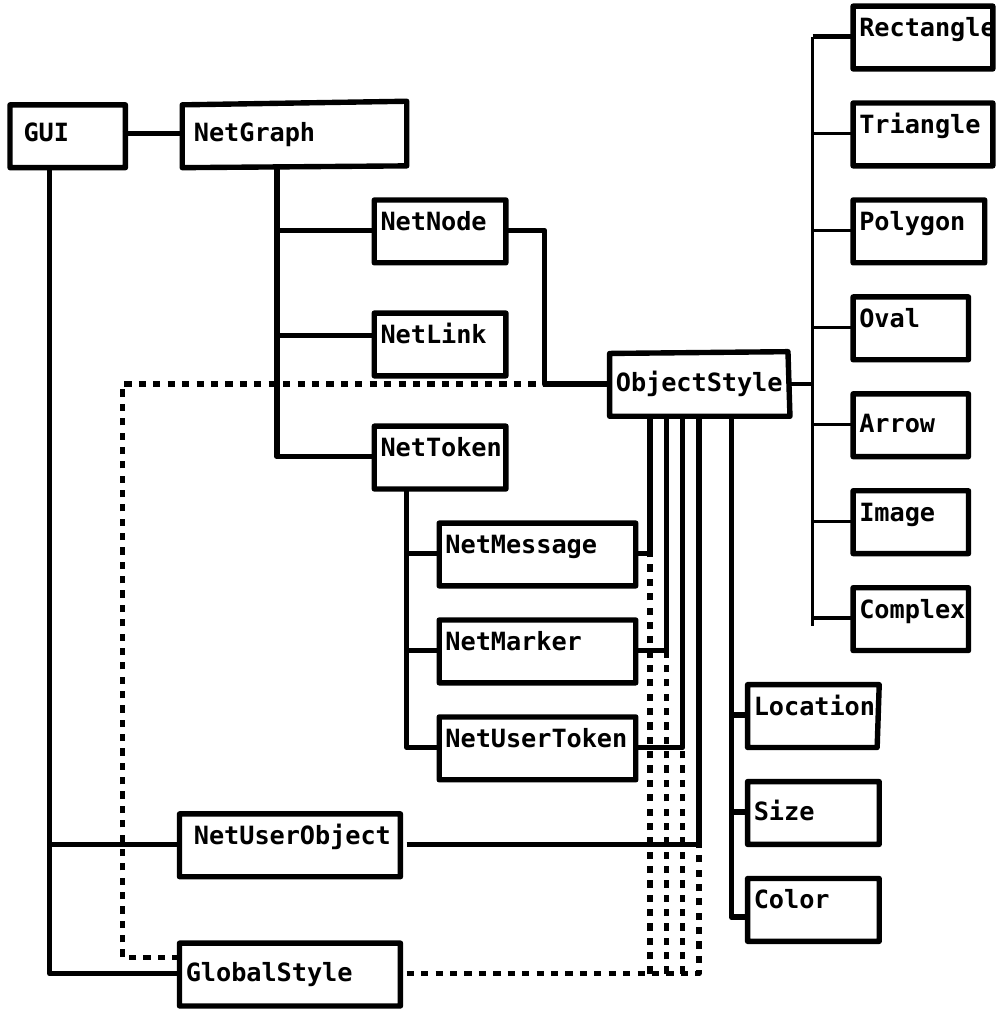 Rectangle
Triangle
GUI
NetGraph
NetNode
Polygon
NetLink
Oval
ObjectStyle
Arrow
NetToken
Image
NetMessage
Complex
NetMarker
Location
NetUserToken
Size
NetUserObject
Color
GlobalStyle